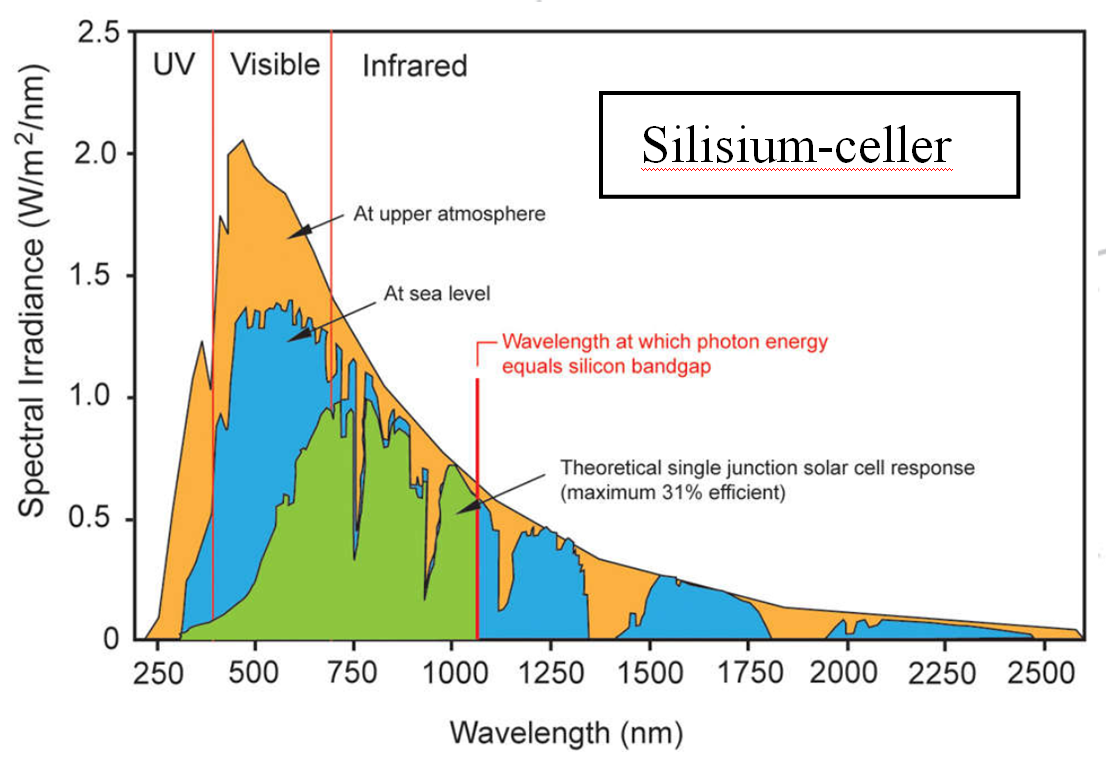 2.5
UV Visible Infrared
Silisium-celler
2.0
At upper atmosphere
1.5
At sea level
Wavelength at which photon energy
equals silicon bandgap
1.0
Theoretical single junction solar cell response
(maximum 31% efficient)
0.5
0
Spectral Irradiance (W/m²/nm)
250 500 750 1000 1250 1500 1750 2000 2250 2500
Wavelength (nm)